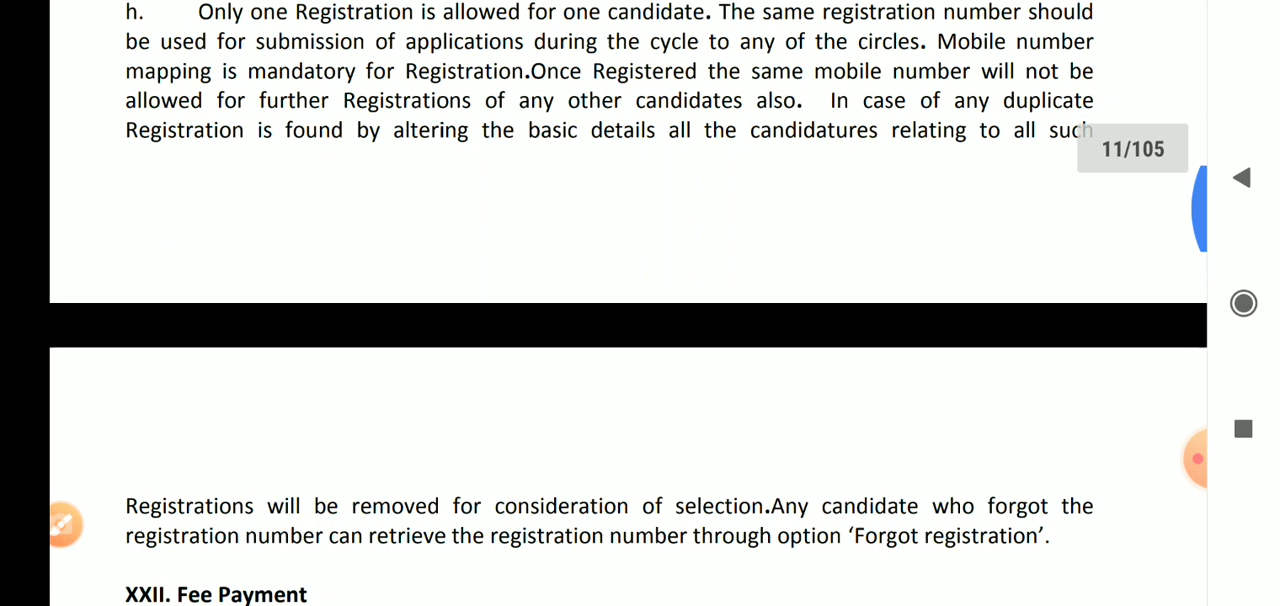 h. Only one Registration is allowed for one candidate. The same registration number should
be used for submission of applications during the cycle to any of the circles. Mobile number
mapping is mandatory for Registration.Once Registered the same mobile number will not be
allowed for further Registrations of any other candidates also. In case of any duplicate
Registration is found by altering the basic details all the candidatures relating to all such
11/105
Registrations will be removed for consideration of selection.Any candidate who forgot the
registration number can retrieve the registration number through option ‘Forgot registration’.
XXII. Fee Payment